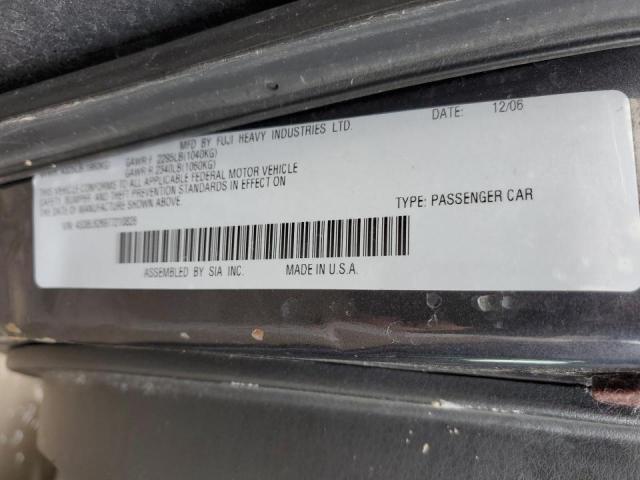 MFD BY FUJI HEAVY INDUSTRIES LTD. DATE: 12/06
GAWR F 2295LB(1040KG)
GAWR R 2340LB(1060KG)
THIS VEHICLE CONFORMS TO ALL APPLICABLE FEDERAL MOTOR VEHICLE
SAFETY, BUMPER, AND THEFT PREVENTION STANDARDS IN EFFECT ON
THE DATE OF MANUFACTURE SHOWN ABOVE.
TYPE: PASSENGER CAR
ASSEMBLED BY SIA INC. MADE IN U.S.A.